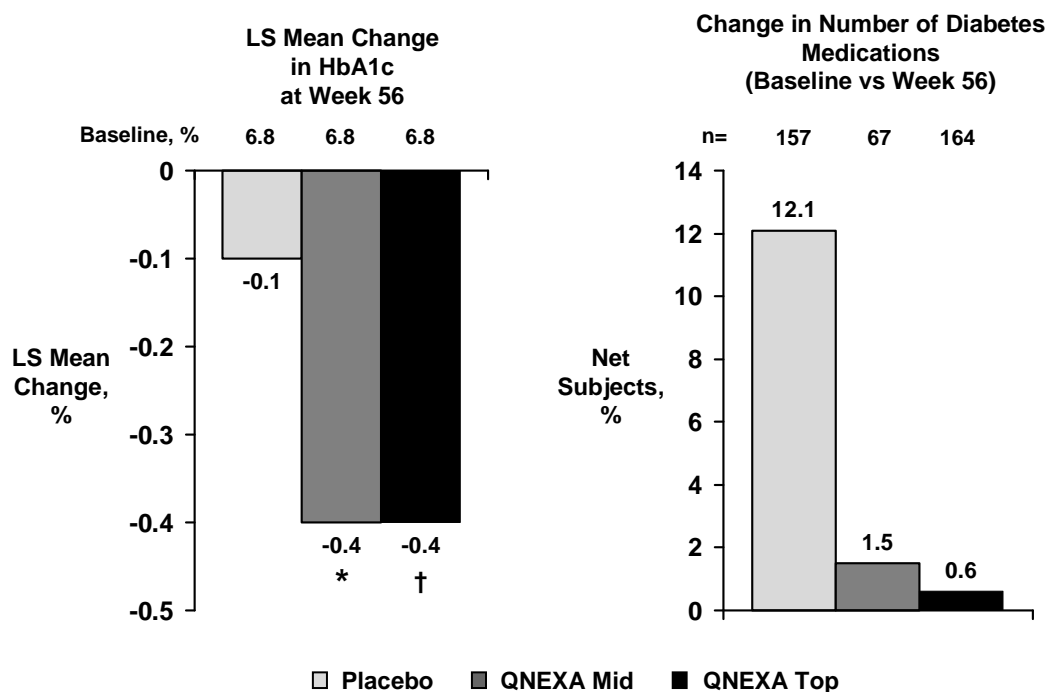 LS Mean Change
in HbA1c
at Week 56
Baseline, % 6.8 6.8 6.8
0
-0.1
-0.2
-0.3
-0.4
-0.5
LS Mean
Change,
%
-0.1
-0.4
-0.4
* †
Change in Number of Diabetes
Medications
(Baseline vs Week 56)
n= 157 67 164
14
12
10
8
6
4
2
0
Net
Subjects,
%
12.1
1.5
0.6
Placebo QNEXA Mid QNEXA Top